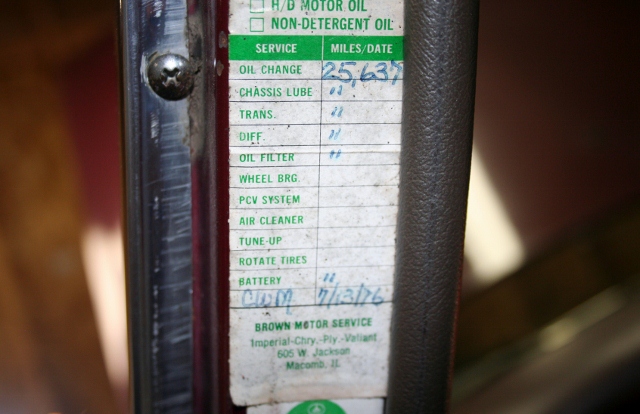 H/D MOTOR OIL
NON-DETERGENT OIL
SERVICE MILES/DATE
OIL CHANGE 25,637
CHASSIS LUBE "
TRANS. "
DIFF. "
OIL FILTER "
WHEEL BRG.
PCV SYSTEM
AIR CLEANER
TUNE-UP
ROTATE TIRES
BATTERY "
CWM 7/13/76
BROWN MOTOR SERVICE
Imperial-Chry.-Ply.-Valiant
605 W. Jackson
Macomb, IL